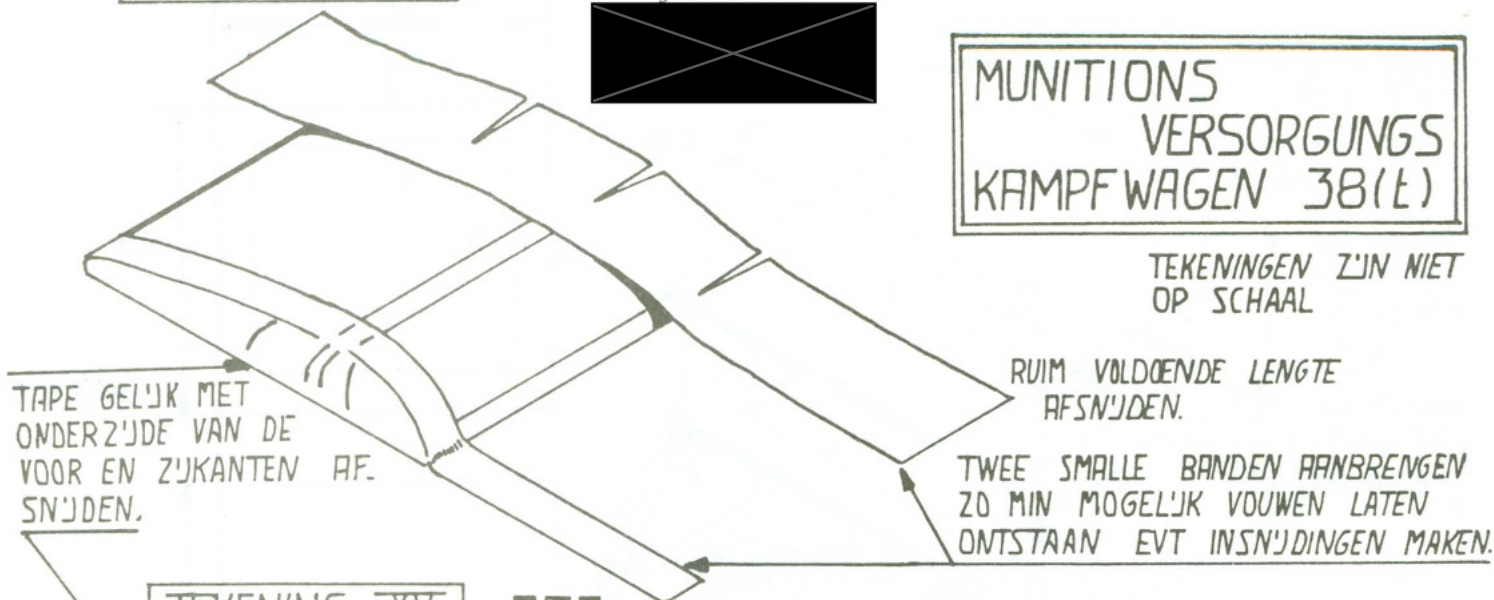 MUNITIONS
VERSORGUNGS
KAMPFWAGEN 38(t)
TEKENINGEN ZIJN NIET
OP SCHAAL
RUIM VOLDOENDE LENGTE
AFSNIJDEN.
TWEE SMALLE BANDEN AANBRENGEN
ZO MIN MOGELIJK VOUWEN LATEN
ONTSTAAN EVT INSNIJDINGEN MAKEN.
TAPE GELIJK MET
ONDERZIJDE VAN DE
VOOR EN ZIJKANTEN AF-
SNIJDEN.
TEKENING